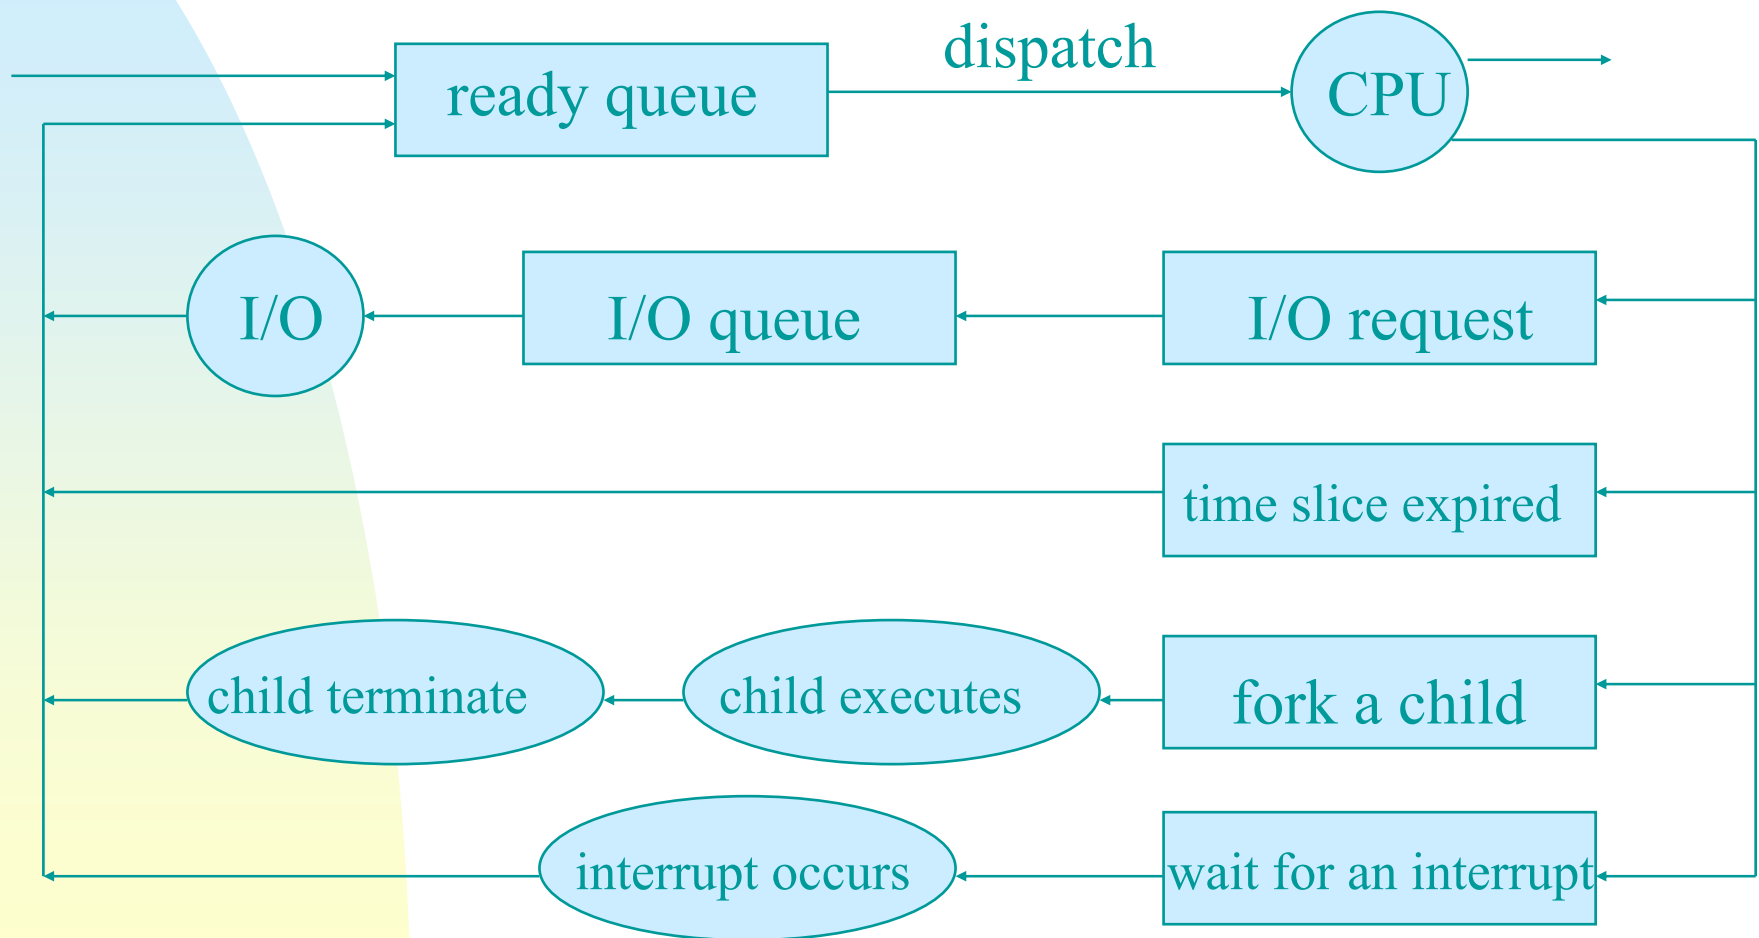 dispatch
ready queue
CPU
I/O
I/O queue
I/O request
time slice expired
child terminate
child executes
fork a child
interrupt occurs
wait for an interrupt